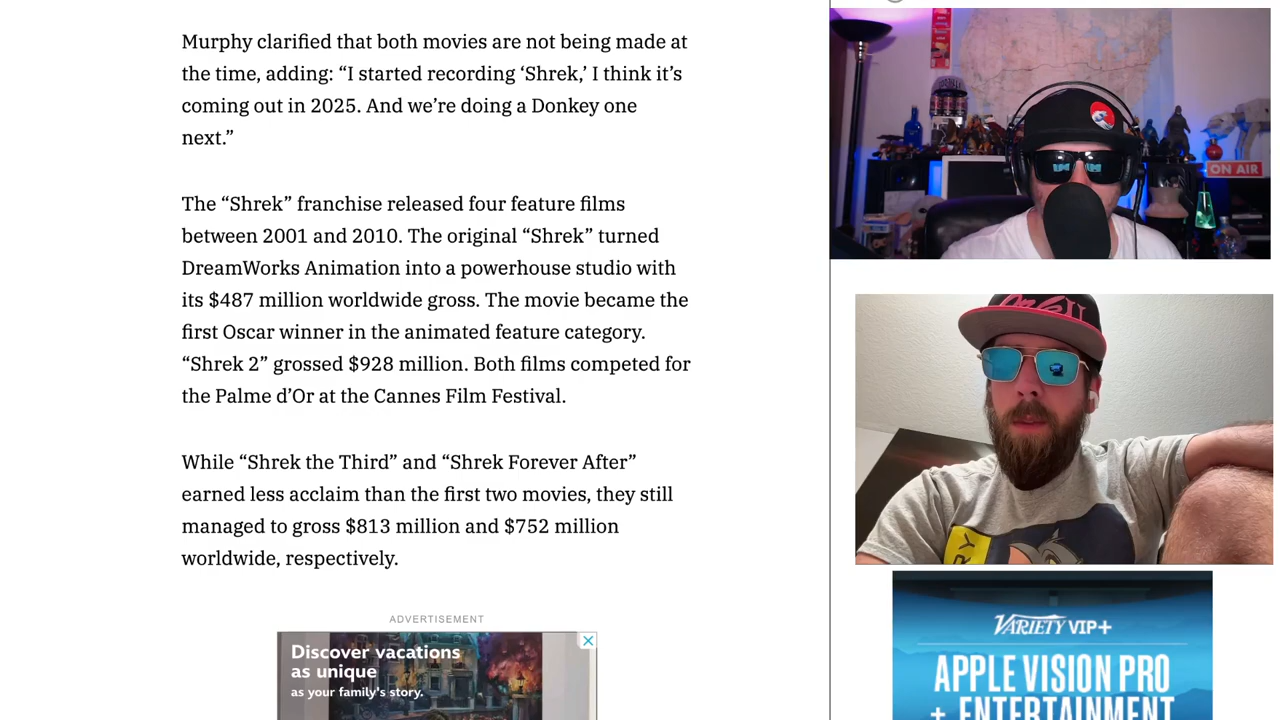 Murphy clarified that both movies are not being made at
the time, adding: “I started recording ‘Shrek,’ I think it’s
coming out in 2025. And we’re doing a Donkey one
next.”
The “Shrek” franchise released four feature films
between 2001 and 2010. The original “Shrek” turned
DreamWorks Animation into a powerhouse studio with
its $487 million worldwide gross. The movie became the
first Oscar winner in the animated feature category.
“Shrek 2” grossed $928 million. Both films competed for
the Palme d’Or at the Cannes Film Festival.
While “Shrek the Third” and “Shrek Forever After”
earned less acclaim than the first two movies, they still
managed to gross $813 million and $752 million
worldwide, respectively.
ADVERTISEMENT
Discover vacations
as unique
as your family’s story.
ON AIR
VARIETY VIP+
APPLE VISION PRO
+ ENTERTAINMENT